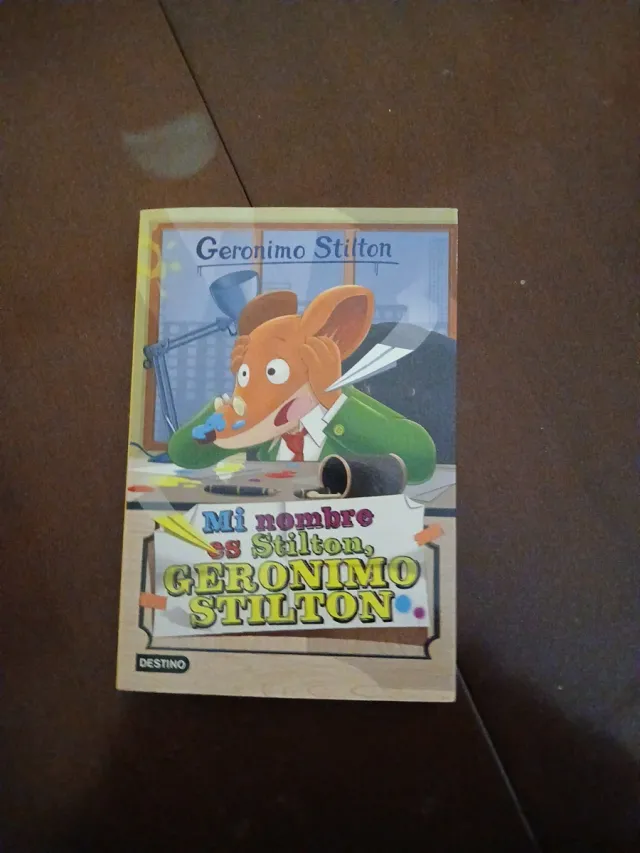 Geronimo Stilton
Mi nombre
es Stilton,
GERONIMO
STILTON
DESTINO